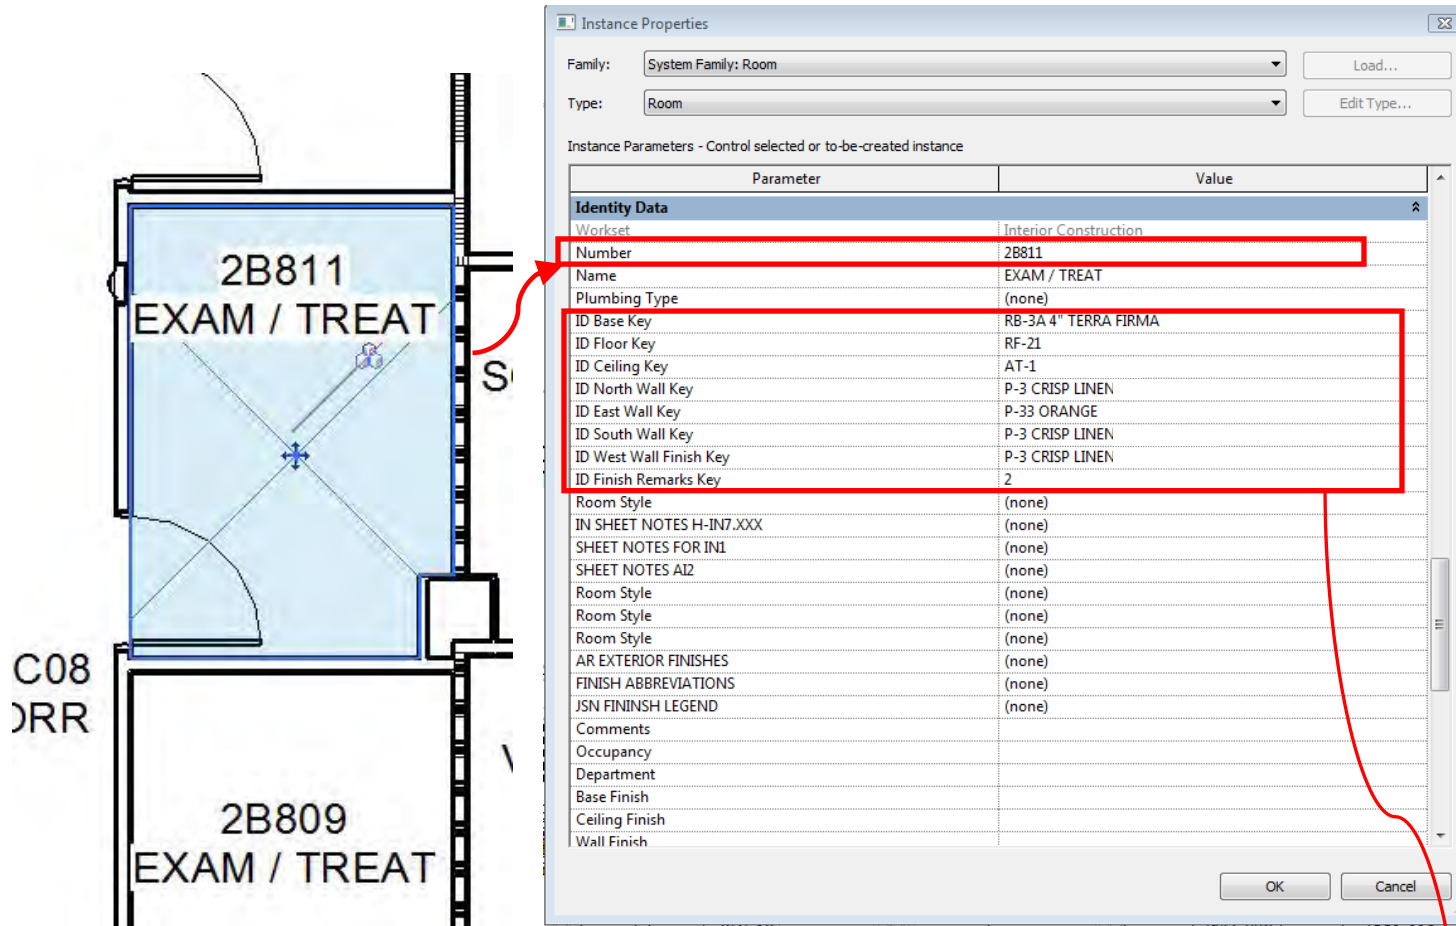 2B811
EXAM / TREAT
C08
ORR
2B809
EXAM / TREAT
Instance Properties
Family: System Family: Room Load...
Type: Room Edit Type...
Instance Parameters - Control selected or to-be-created instance
Parameter Value
Identity Data
Workset Interior Construction
Number 2B811
Name EXAM / TREAT
Plumbing Type (none)
ID Base Key RB-3A 4" TERRA FIRMA
ID Floor Key RF-21
ID Ceiling Key AT-1
ID North Wall Key P-3 CRISP LINEN
ID East Wall Key P-33 ORANGE
ID South Wall Key P-3 CRISP LINEN
ID West Wall Finish Key P-3 CRISP LINEN
ID Finish Remarks Key 2
Room Style (none)
IN SHEET NOTES H-IN7.XXX (none)
SHEET NOTES FOR IN1 (none)
SHEET NOTES AI2 (none)
Room Style (none)
Room Style (none)
Room Style (none)
AR EXTERIOR FINISHES (none)
FINISH ABBREVIATIONS (none)
JSN FININSH LEGEND (none)
Comments
Occupancy
Department
Base Finish
Ceiling Finish
Wall Finish
OK Cancel